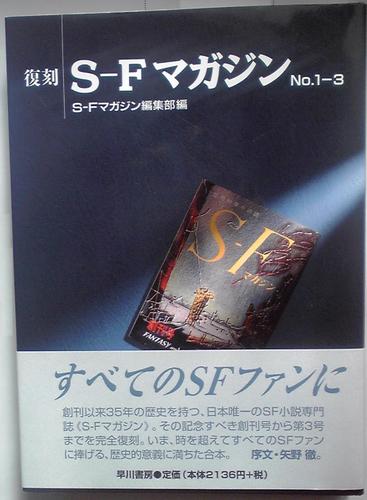 復刻 S-Fマガジン No.1-3
S-Fマガジン編集部編
S-F
マガジン
創刊号
FANTASY
すべてのSFファンに
創刊以来35年の歴史を持つ、日本唯一のSF小説専門
誌《S-Fマガジン》。その記念すべき創刊号から第3号
までを完全復刻。いま、時を超えてすべてのSFファン
に捧げる、歴史的意義に満ちた合本。 序文・矢野 徹。
早川書房●定価(本体2136円+税)